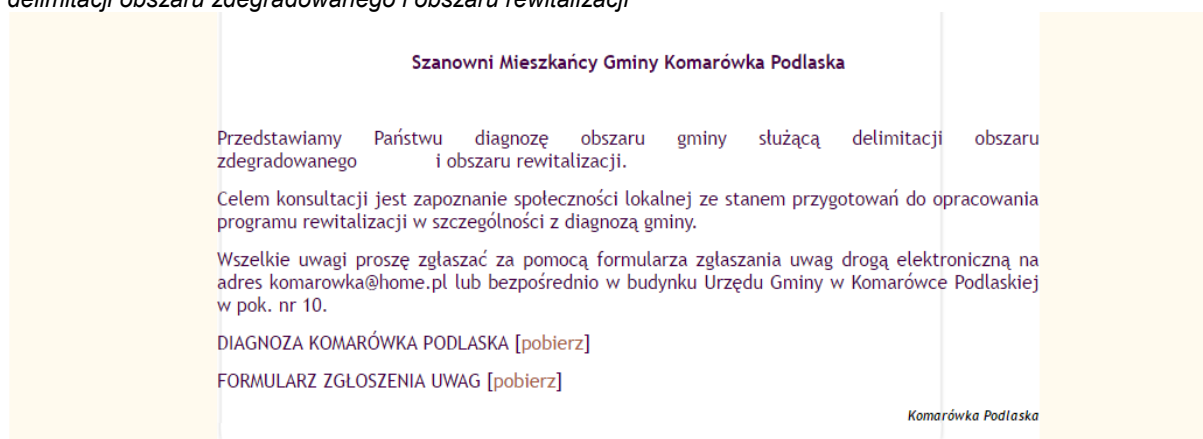 delimitacji obszaru zdegradowanego i obszaru rewitalizacji
Szanowni Mieszkańcy Gminy Komarówka Podlaska
Przedstawiamy Państwu diagnozę obszaru gminy służącą delimitacji obszaru
zdegradowanego i obszaru rewitalizacji.
Celem konsultacji jest zapoznanie społeczności lokalnej ze stanem przygotowań do opracowania
programu rewitalizacji w szczególności z diagnozą gminy.
Wszelkie uwagi proszę zgłaszać za pomocą formularza zgłaszania uwag drogą elektroniczną na
adres komarowka@home.pl lub bezpośrednio w budynku Urzędu Gminy w Komarówce Podlaskiej
w pok. nr 10.
DIAGNOZA KOMARÓWKA PODLASKA [pobierz]
FORMULARZ ZGŁOSZENIA UWAG [pobierz]
Komarówka Podlaska